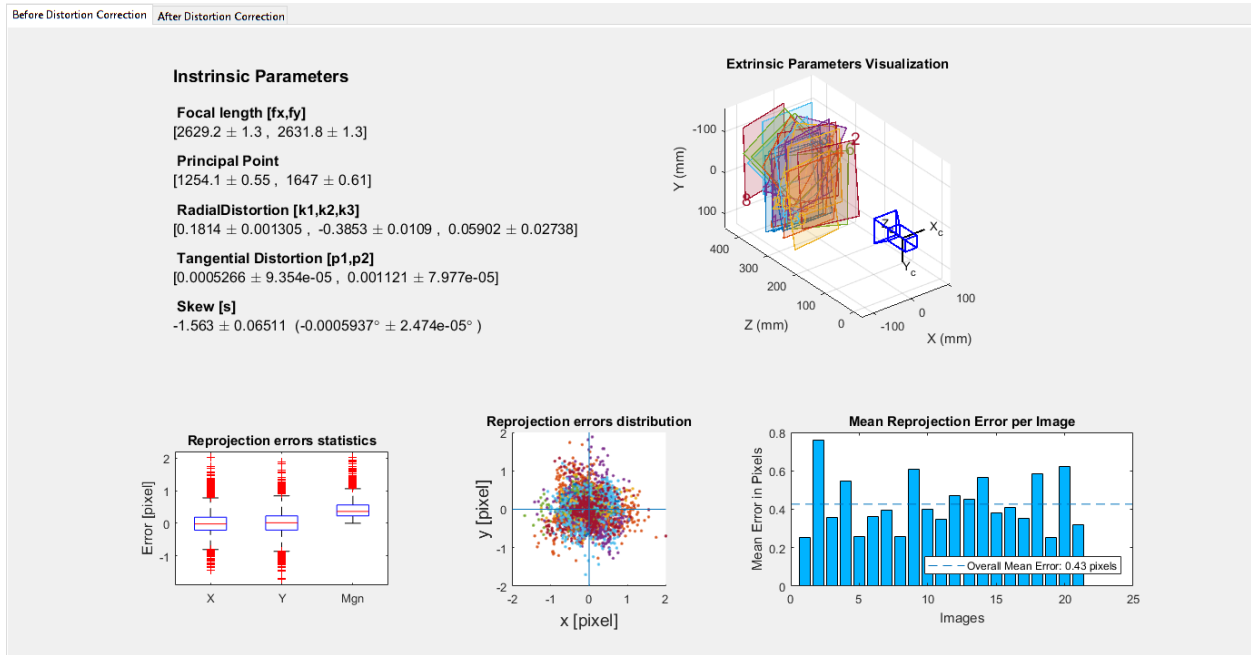 Before Distortion Correction
After Distortion Correction
Instrinsic Parameters
Focal length [fx,fy]
[2629.2 ± 1.3 , 2631.8 ± 1.3]
Principal Point
[1254.1 ± 0.55 , 1647 ± 0.61]
RadialDistortion [k1,k2,k3]
[0.1814 ± 0.001305 , -0.3853 ± 0.0109 , 0.05902 ± 0.02738]
Tangential Distortion [p1,p2]
[0.0005266 ± 9.354e-05 , 0.001121 ± 7.977e-05]
Skew [s]
-1.563 ± 0.06511 (-0.0005937° ± 2.474e-05° )
Extrinsic Parameters Visualization
-100
0
100
Y (mm)
400
300
200
100
0
Z (mm)
-100
0
100
X (mm)
8
2
6
Z
Xc
Yc
Reprojection errors statistics
2
1
0
-1
Error [pixel]
X
Y
Mgn
Reprojection errors distribution
2
1
0
-1
-2
y [pixel]
-2
-1
0
1
2
x [pixel]
Mean Reprojection Error per Image
0.8
0.6
0.4
0.2
0
Mean Error in Pixels
Overall Mean Error: 0.43 pixels
0
5
10
15
20
25
Images